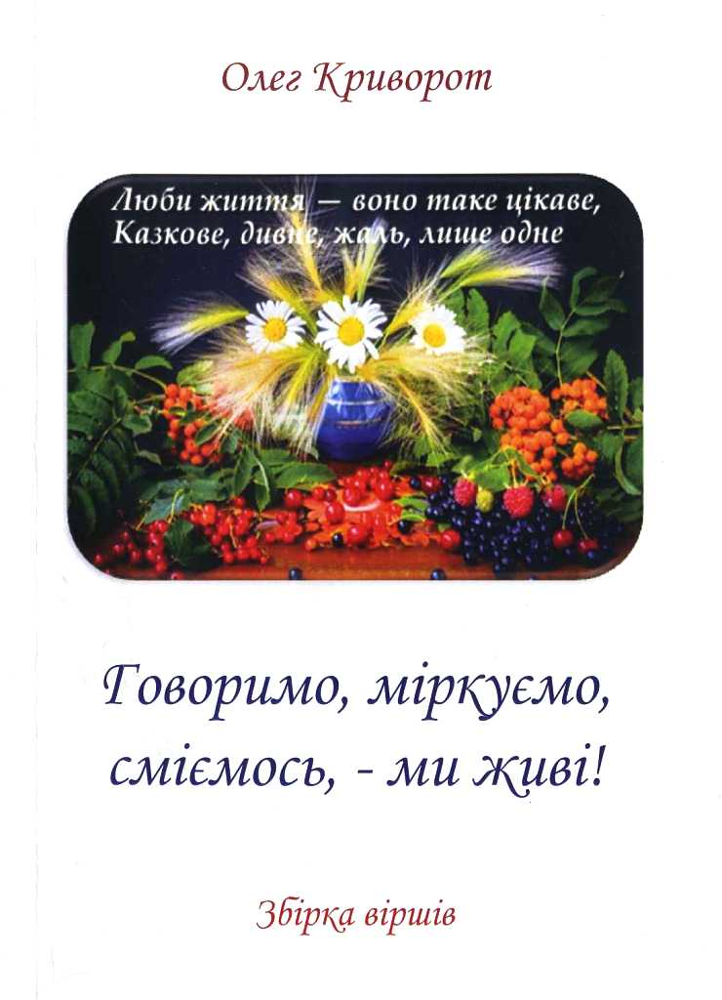 Олег Криворот
Люби життя – воно таке цікаве,
Казкове, дивне, жаль, лише одне
Говоримо, міркуємо,
сміємось, - ми живі!
Збірка віршів